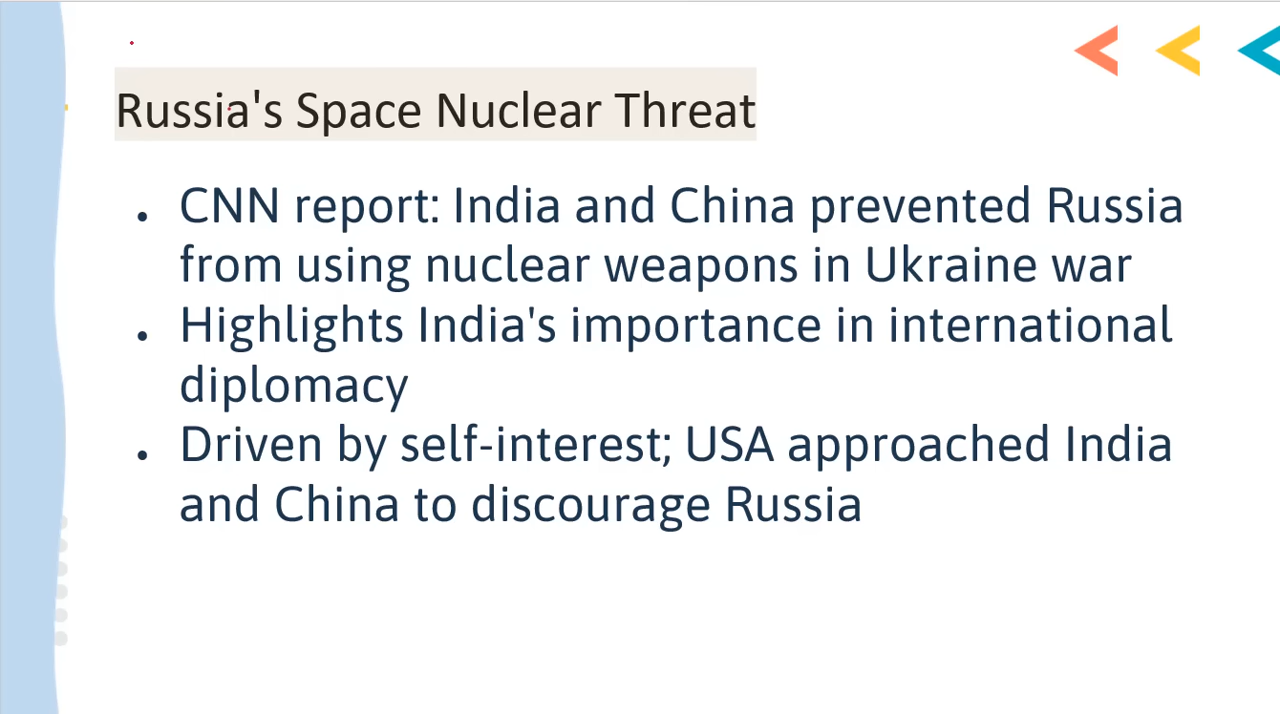 Russia's Space Nuclear Threat
CNN report: India and China prevented Russia
from using nuclear weapons in Ukraine war
Highlights India's importance in international
diplomacy
Driven by self-interest; USA approached India
and China to discourage Russia